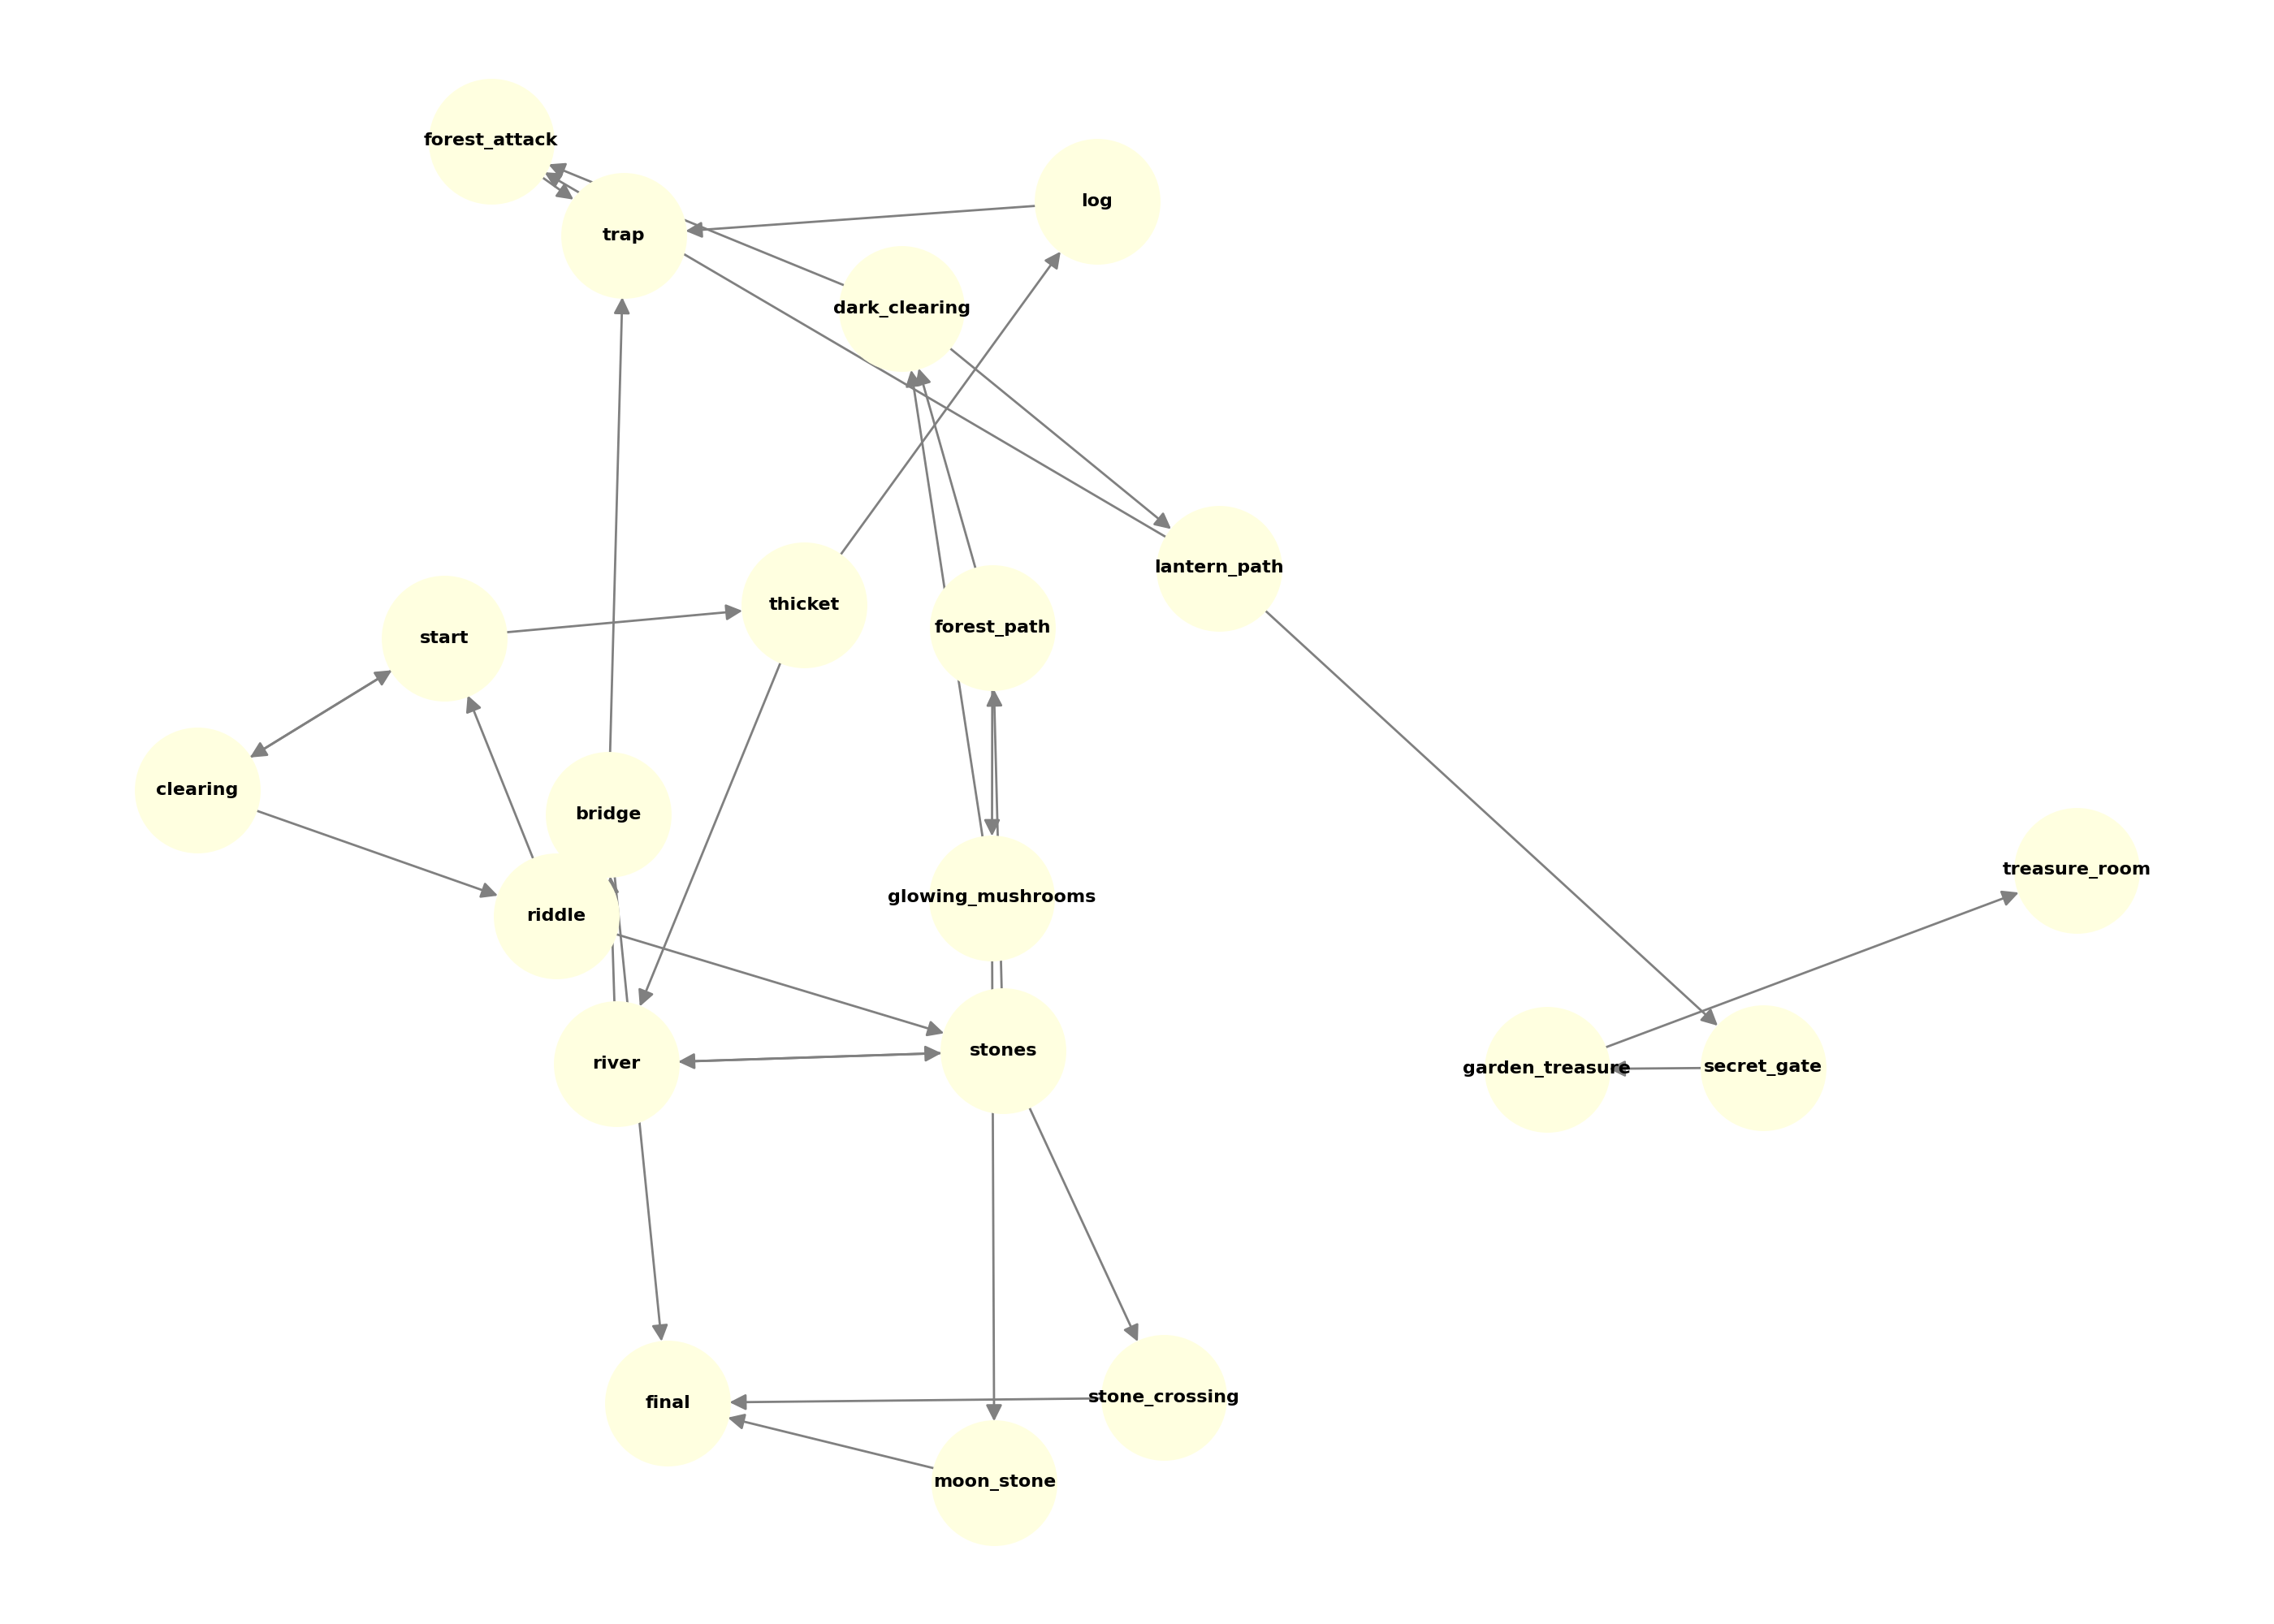 forest_attack
log
trap
dark_clearing
lantern_path
thicket
forest_path
start
clearing
bridge
treasure_room
glowing_mushrooms
riddle
stones
river
secret_gate
garden_treasure
stone_crossing
final
moon_stone